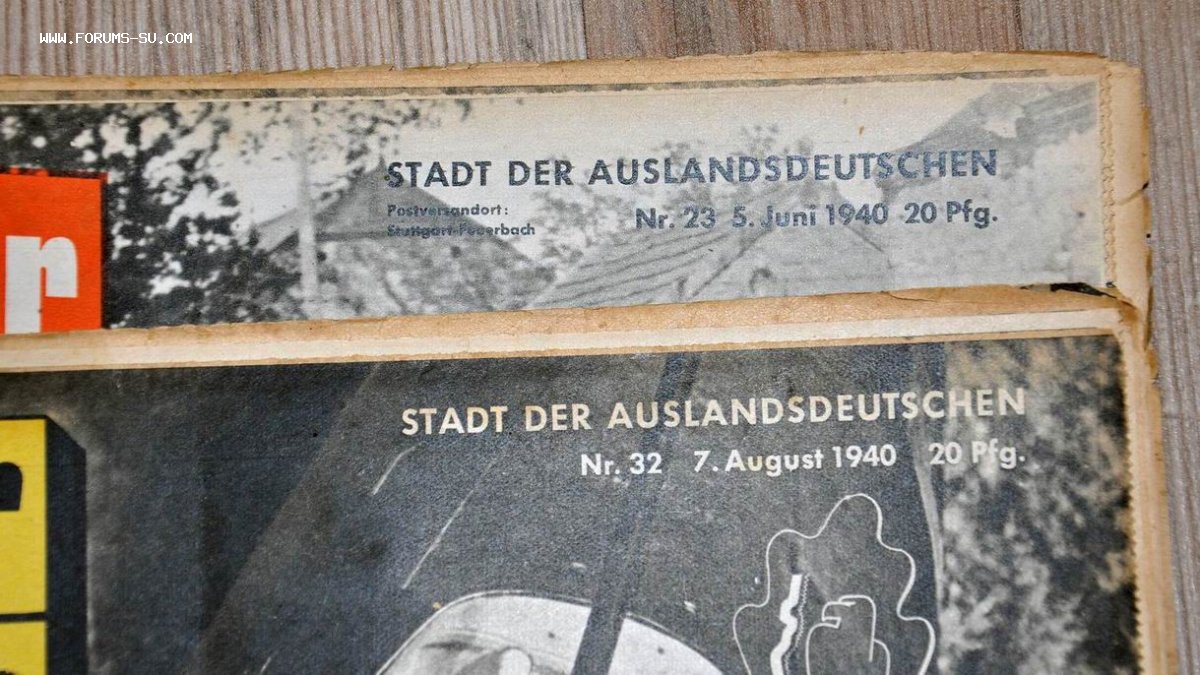 WWW.FORUMS-SU.COM
STADT DER AUSLANDSDEUTSCHEN
Postversandort:
Stuttgart-Feuerbach
Nr. 23 5. Juni 1940 20 Pfg.
r
STADT DER AUSLANDSDEUTSCHEN
Nr. 32 7. August 1940 20 Pfg.